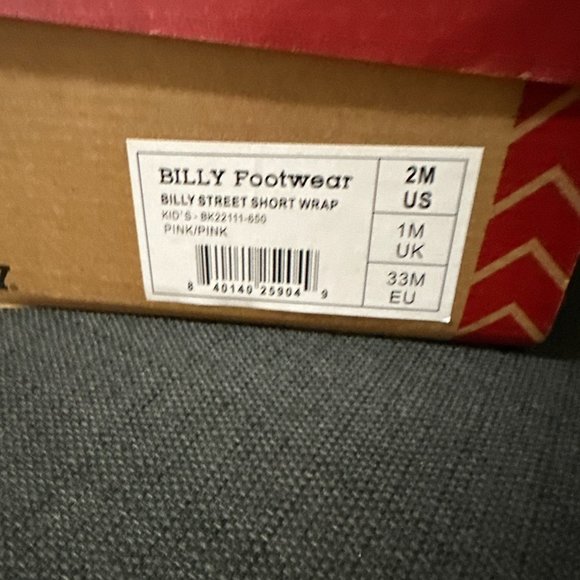 BILLY Footwear
BILLY STREET SHORT WRAP
KID'S - BK22111-650
PINK/PINK
8 40140 25904 9
2M
US
1M
UK
33M
EU